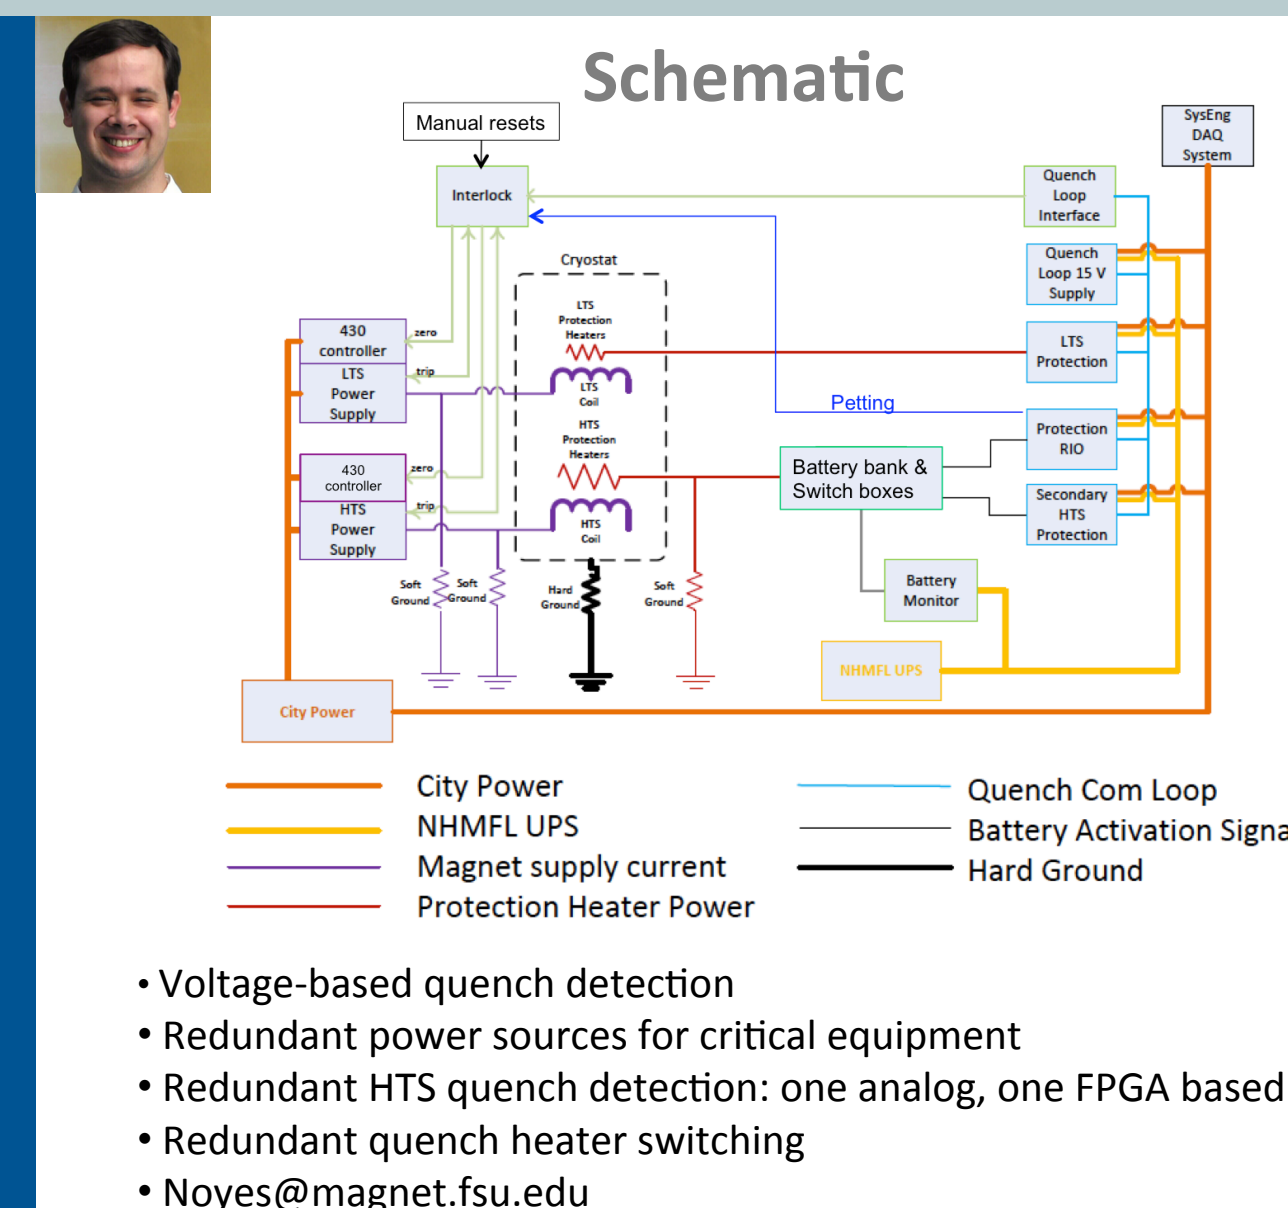 Schematic
Manual resets
SysEng
DAQ
System
Interlock
Quench
Loop
Interface
Cryostat
Quench
Loop 15 V
Supply
LTS
Protection
Heaters
430
controller
zero
LTS
Protection
LTS
Power
Supply
trip
LTS
Coil
Petting
HTS
Protection
Heaters
Protection
RIO
430
controller
zero
Battery bank &
Switch boxes
HTS
Power
Supply
trip
HTS
Coil
Secondary
HTS
Protection
Soft
Ground
Soft
Ground
Hard
Ground
Soft
Ground
Battery
Monitor
NHMFL UPS
City Power
City Power
NHMFL UPS
Magnet supply current
Protection Heater Power
Quench Com Loop
Battery Activation Signa
Hard Ground
• Voltage-based quench detection
• Redundant power sources for critical equipment
• Redundant HTS quench detection: one analog, one FPGA based
• Redundant quench heater switching
• Noyes@magnet.fsu.edu